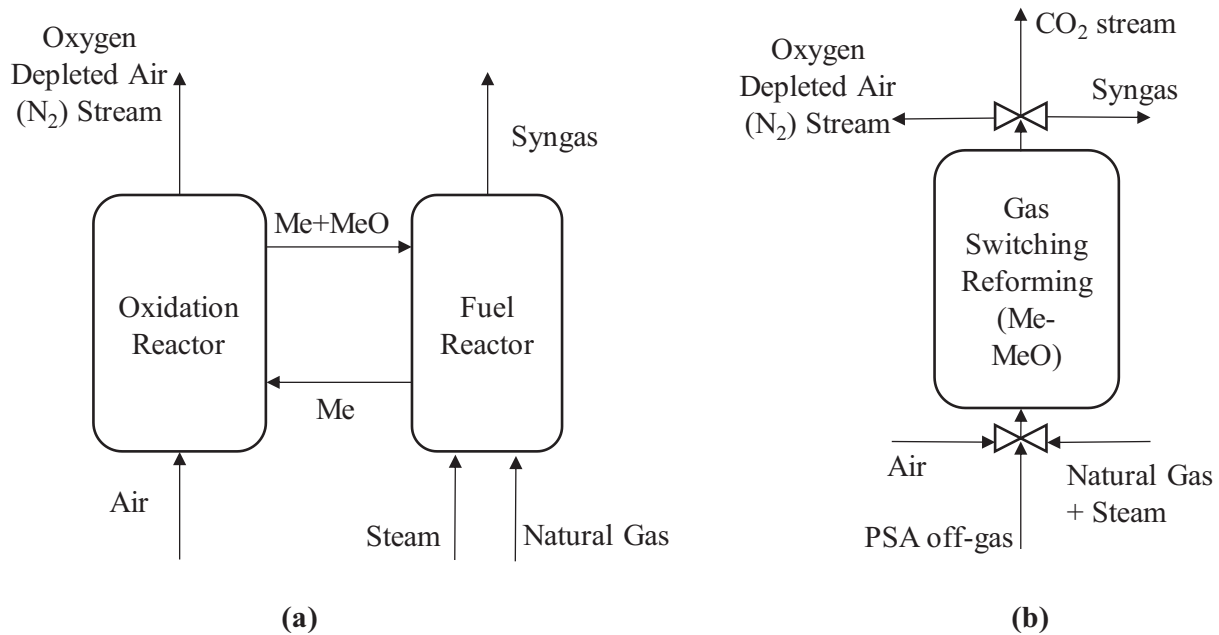 Oxygen
Depleted Air
(N₂) Stream
Syngas
Me+MeO
Oxidation
Reactor
Fuel
Reactor
Me
Air
Steam
Natural Gas
(a)
CO₂ stream
Oxygen
Depleted Air
(N₂) Stream
Syngas
Gas
Switching
Reforming
(Me-
MeO)
Air
Natural Gas
+ Steam
PSA off-gas
(b)